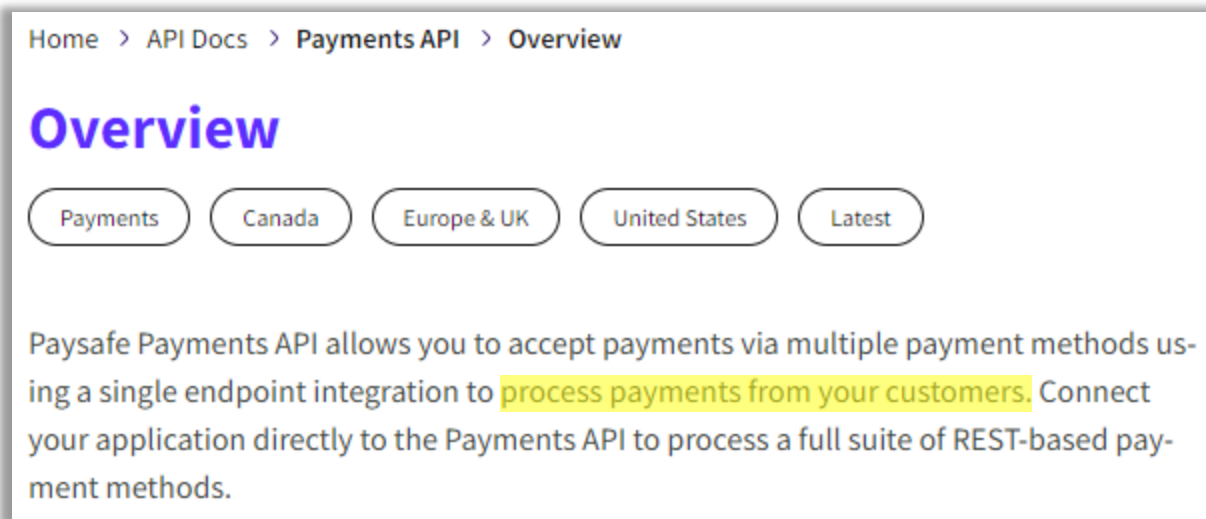 Home > API Docs > Payments API > Overview
Overview
Payments Canada Europe & UK United States Latest
Paysafe Payments API allows you to accept payments via multiple payment methods us-
ing a single endpoint integration to process payments from your customers. Connect
your application directly to the Payments API to process a full suite of REST-based pay-
ment methods.